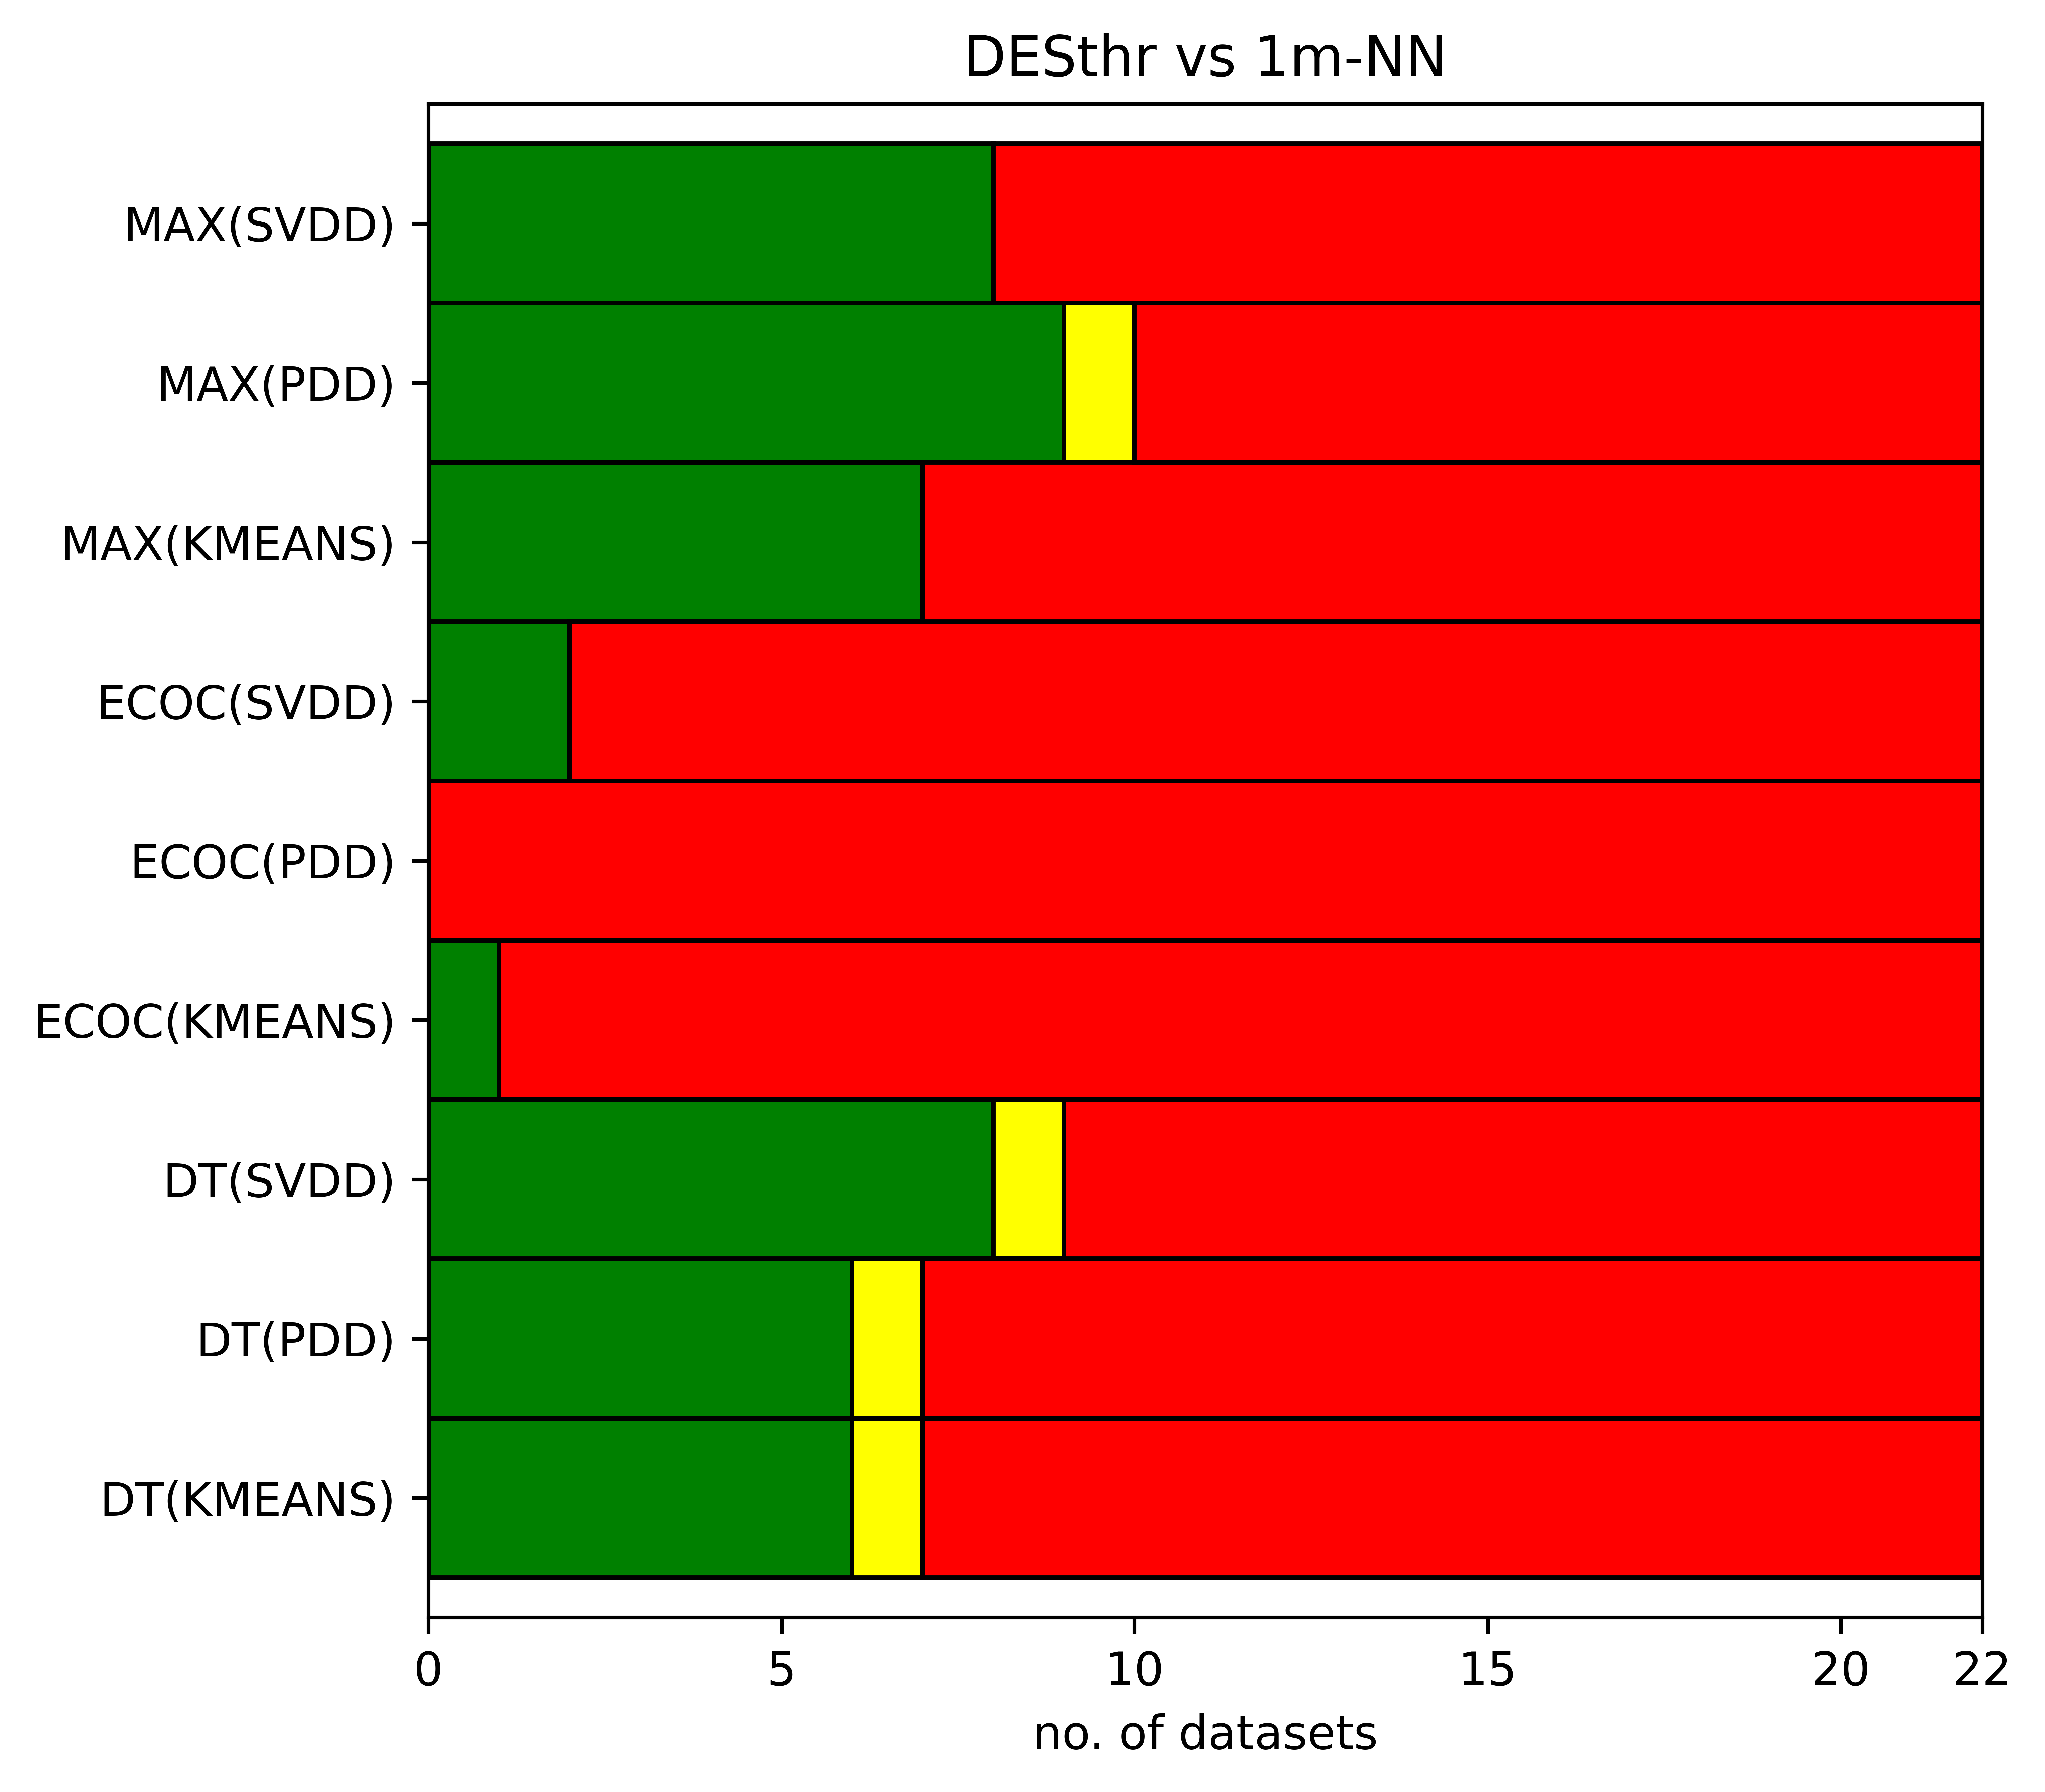 DESthr vs 1m-NN
MAX(SVDD)
MAX(PDD)
MAX(KMEANS)
ECOC(SVDD)
ECOC(PDD)
ECOC(KMEANS)
DT(SVDD)
DT(PDD)
DT(KMEANS)
0 5 10 15 20 22
no. of datasets